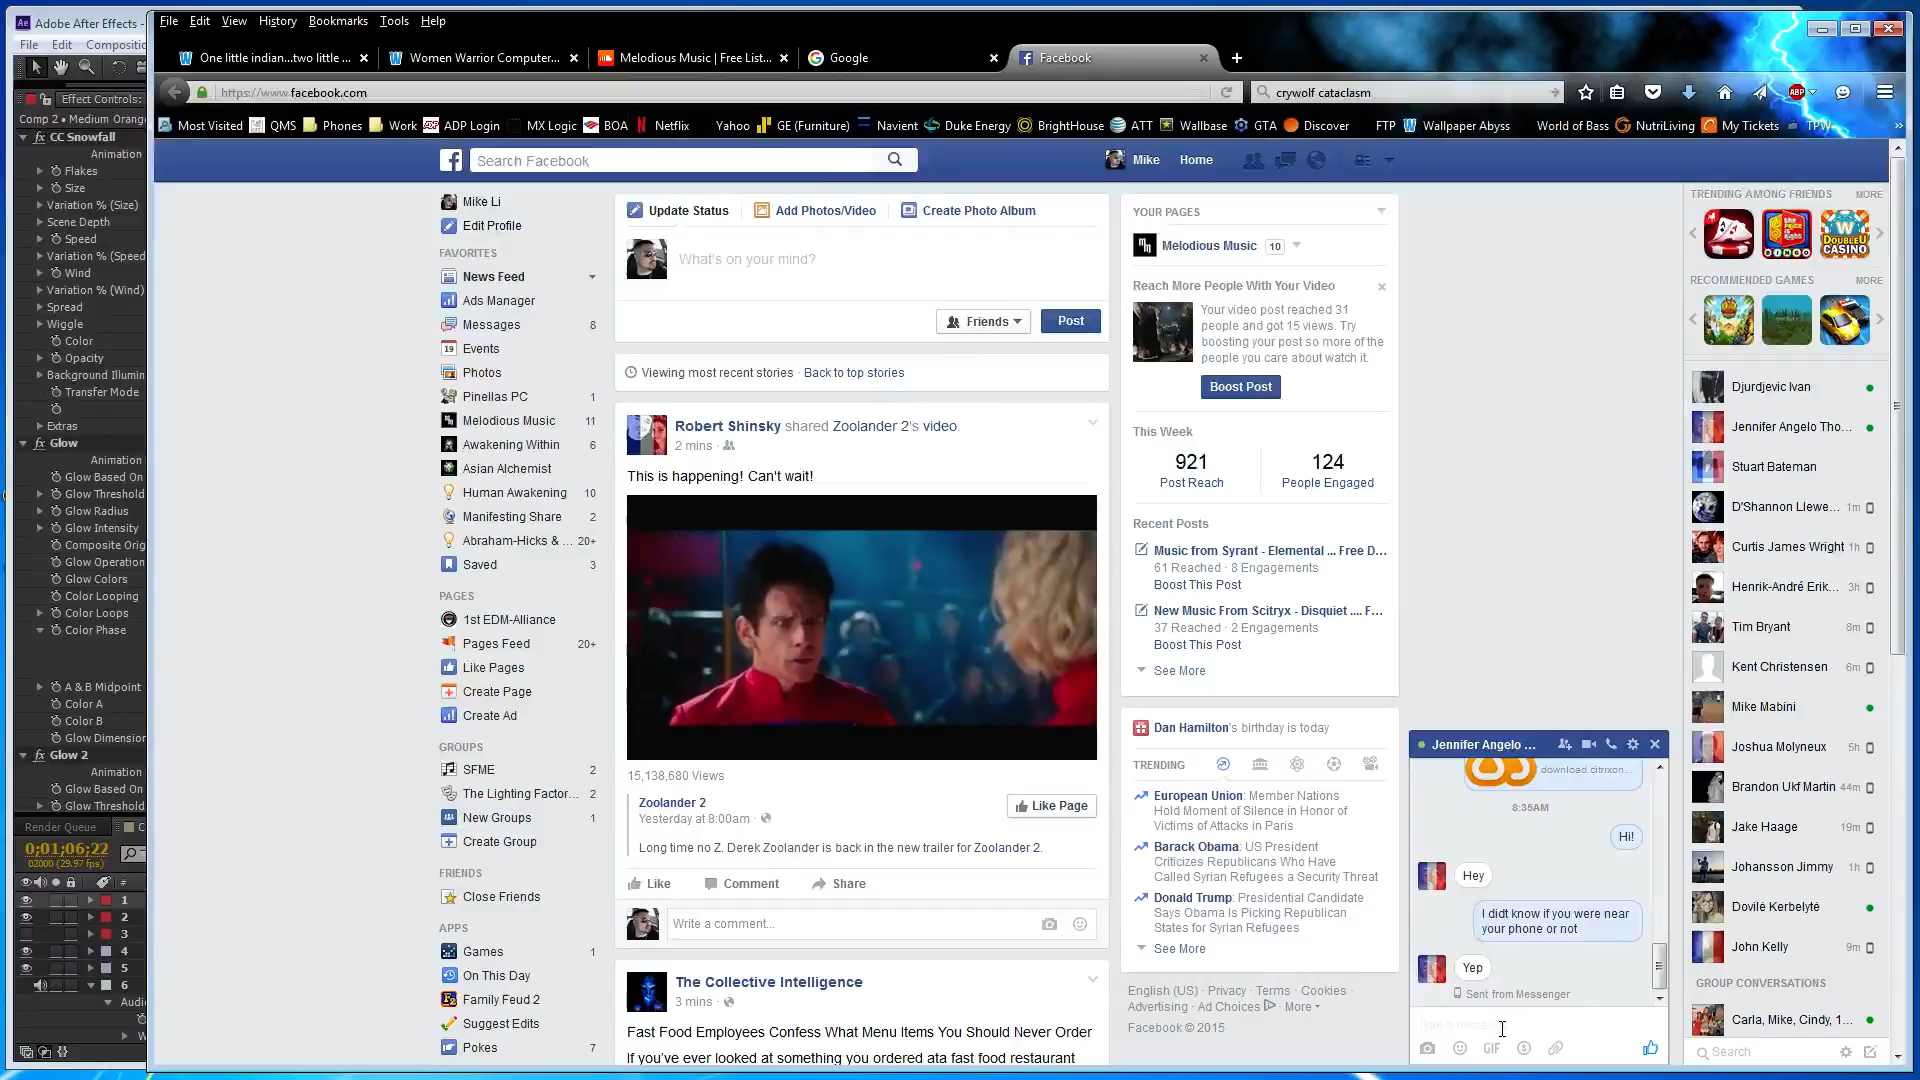 Adobe After Effects -
File Edit Compositio
Effect Controls:
Comp 2 • Medium Orang
CC Snowfall
Animation
Flakes
Size
Variation % (Size)
Scene Depth
Speed
Variation % (Speed
Wind
Variation % (Wind)
Spread
Wiggle
Color
Opacity
Background Illumin
Transfer Mode
Extras
Glow
Animation
Glow Based On
Glow Threshold
Glow Radius
Glow Intensity
Composite Orig
Glow Operation
Glow Colors
Color Looping
Color Loops
Color Phase
A & B Midpoint
Color A
Color B
Glow Dimension
Glow 2
Animation
Glow Based On
Glow Threshold
Render Queue C
0;01;06;22
02000 (29.97 fps)
#
1
2
3
4
5
6
Audio
W
File Edit View History Bookmarks Tools Help
One little indian...two little ... Women Warrior Computer... Melodious Music | Free List... Google Facebook
https://www.facebook.com crywolf cataclasm
Most Visited QMS Phones Work ADP Login MX Logic BOA Netflix Yahoo GE (Furniture) Navient Duke Energy BrightHouse ATT Wallbase GTA Discover FTP Wallpaper Abyss World of Bass NutriLiving My Tickets TPW
Search Facebook Mike Home
Mike Li
Edit Profile
FAVORITES
News Feed
Ads Manager
Messages 8
19 Events
Photos
Pinellas PC 1
Melodious Music 11
Awakening Within 6
Asian Alchemist
Human Awakening 10
Manifesting Share 2
Abraham-Hicks & ... 20+
Saved 3
PAGES
1st EDM-Alliance
Pages Feed 20+
Like Pages
Create Page
Create Ad
GROUPS
SFME 2
The Lighting Factor... 2
New Groups 1
Create Group
FRIENDS
Close Friends
APPS
Games 1
On This Day
Family Feud 2
Suggest Edits
Pokes 7
Update Status Add Photos/Video Create Photo Album
What's on your mind?
Friends Post
Viewing most recent stories · Back to top stories
Robert Shinsky shared Zoolander 2's video.
2 mins ·
This is happening! Can't wait!
15,138,680 Views
Zoolander 2
Yesterday at 8:00am ·
Like Page
Long time no Z. Derek Zoolander is back in the new trailer for Zoolander 2.
Like Comment Share
Write a comment...
The Collective Intelligence
3 mins ·
Fast Food Employees Confess What Menu Items You Should Never Order
If you've ever looked at something you ordered ata fast food restaurant
YOUR PAGES
Melodious Music 10
Reach More People With Your Video
Your video post reached 31
people and got 15 views. Try
boosting your post so more of the
people you care about watch it.
Boost Post
This Week
921 124
Post Reach People Engaged
Recent Posts
Music from Syrant - Elemental ... Free D...
61 Reached · 8 Engagements
Boost This Post
New Music From Scitryx - Disquiet .... F...
37 Reached · 2 Engagements
Boost This Post
See More
Dan Hamilton's birthday is today
TRENDING
European Union: Member Nations
Hold Moment of Silence in Honor of
Victims of Attacks in Paris
Barack Obama: US President
Criticizes Republicans Who Have
Called Syrian Refugees a Security Threat
Donald Trump: Presidential Candidate
Says Obama Is Picking Republican
States for Syrian Refugees
See More
English (US) · Privacy · Terms · Cookies ·
Advertising · Ad Choices · More
Facebook © 2015
Jennifer Angelo ...
download.citrixon...
8:35AM
Hi!
Hey
I didt know if you were near
your phone or not
Yep
Sent from Messenger
GIF
TRENDING AMONG FRIENDS MORE
DOUBLEU
CASINO
BINGO
RECOMMENDED GAMES MORE
Djurdjevic Ivan
Jennifer Angelo Tho...
Stuart Bateman
D'Shannon Llewe... 1m
Curtis James Wright 1h
Henrik-André Erik... 3h
Tim Bryant 8m
Kent Christensen 6m
Mike Mabini
Joshua Molyneux 5h
Brandon Ukf Martin 44m
Jake Haage 19m
Johansson Jimmy 1h
Dovilė Kerbelytė
John Kelly 9m
GROUP CONVERSATIONS
Carla, Mike, Cindy, 1...
Search